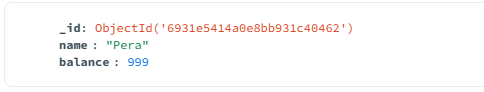 _id: ObjectId('6931e5414a0e8bb931c40462')
name : "Pera"
balance : 999